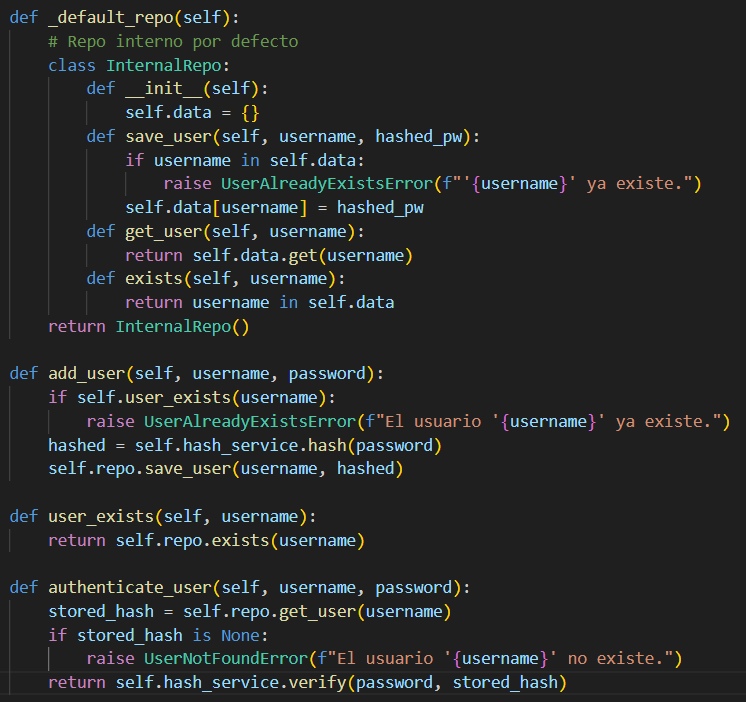 def _default_repo(self):
    # Repo interno por defecto
    class InternalRepo:
        def __init__(self):
            self.data = {}
        def save_user(self, username, hashed_pw):
            if username in self.data:
                raise UserAlreadyExistsError(f"'{username}' ya existe.")
            self.data[username] = hashed_pw
        def get_user(self, username):
            return self.data.get(username)
        def exists(self, username):
            return username in self.data
    return InternalRepo()

def add_user(self, username, password):
    if self.user_exists(username):
        raise UserAlreadyExistsError(f"El usuario '{username}' ya existe.")
    hashed = self.hash_service.hash(password)
    self.repo.save_user(username, hashed)

def user_exists(self, username):
    return self.repo.exists(username)

def authenticate_user(self, username, password):
    stored_hash = self.repo.get_user(username)
    if stored_hash is None:
        raise UserNotFoundError(f"El usuario '{username}' no existe.")
    return self.hash_service.verify(password, stored_hash)